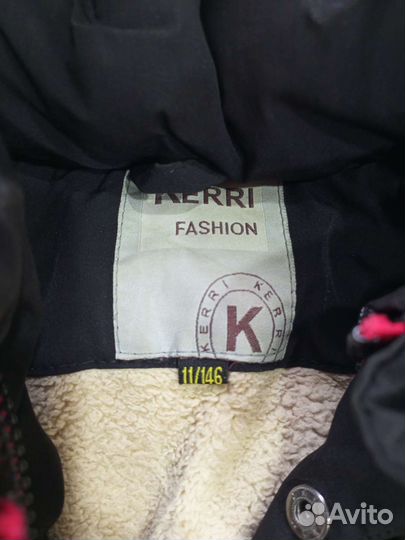 KERRI
FASHION
KERRI KERRI
K
11/146
Avito